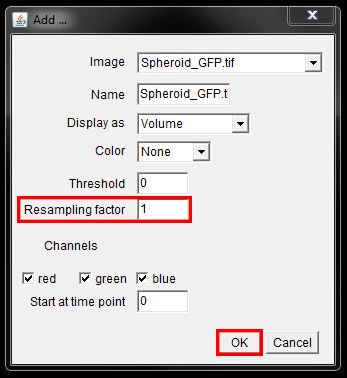 Add ...
Image Spheroid_GFP.tif
Name Spheroid_GFP.t
Display as Volume
Color None
Threshold 0
Resampling factor 1
Channels
red green blue
Start at time point 0
OK Cancel